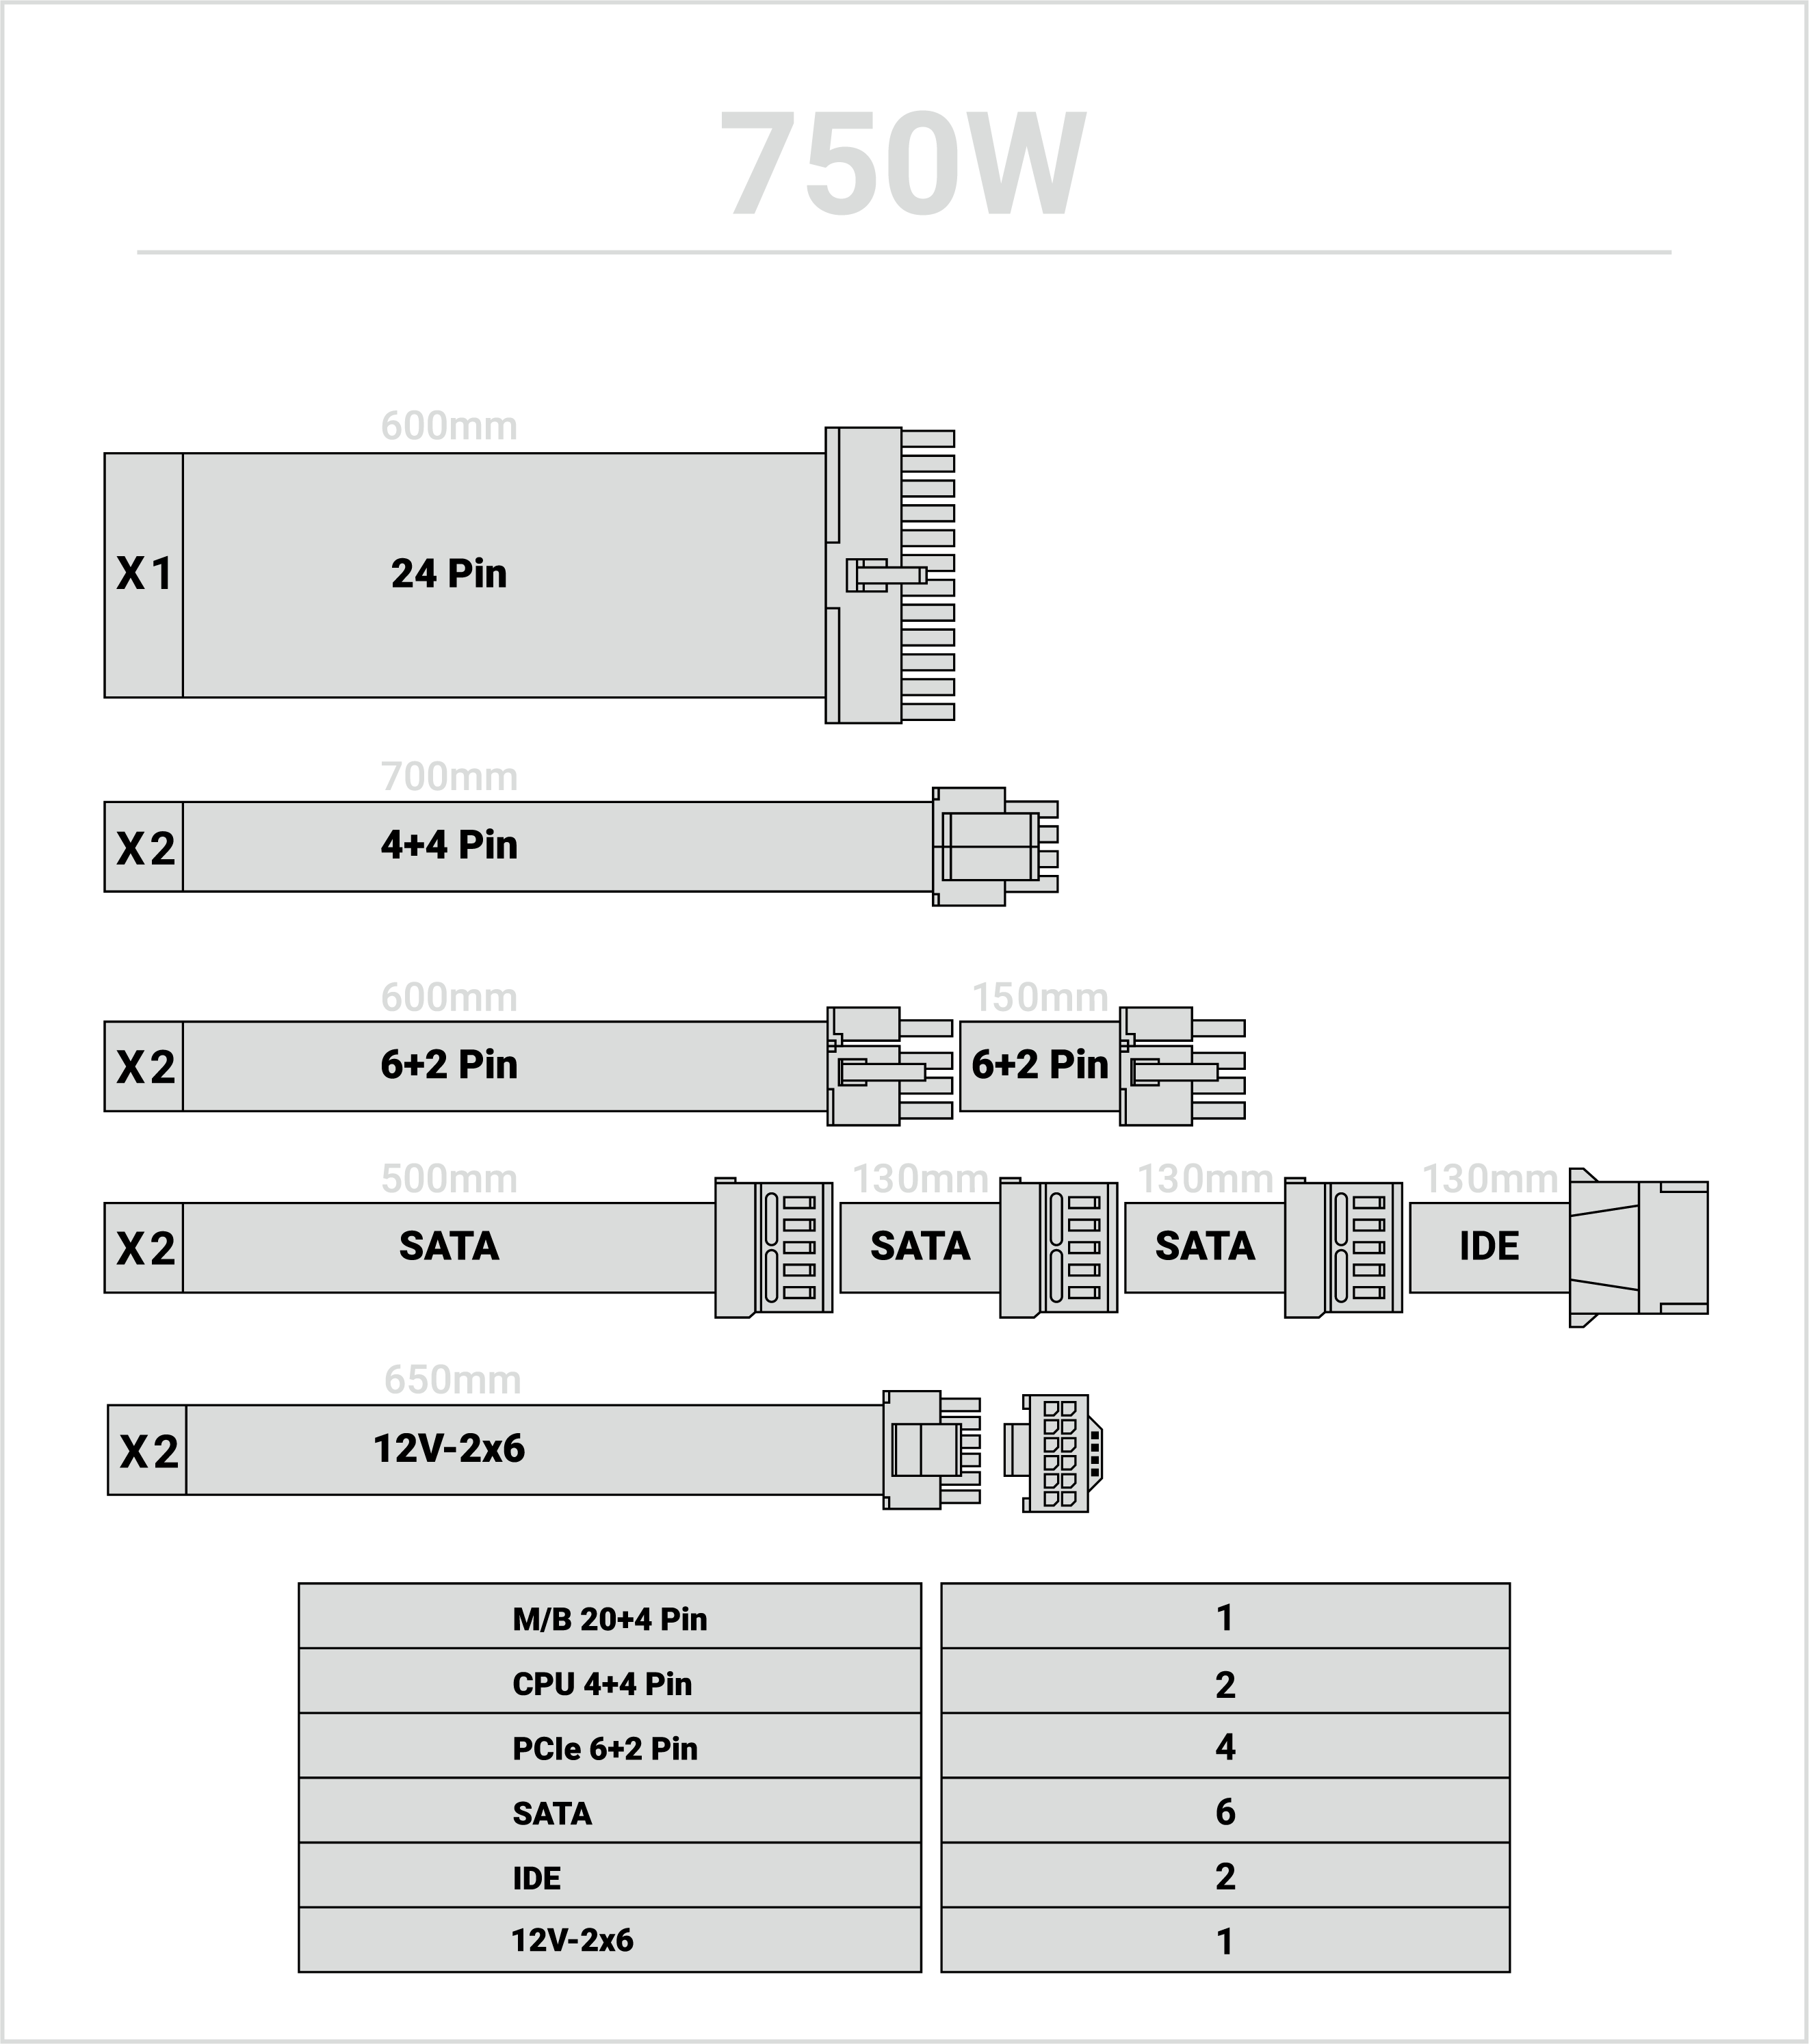 750W
600mm
X1 24 Pin
700mm
X2 4+4 Pin
600mm 150mm
X2 6+2 Pin 6+2 Pin
500mm 130mm 130mm 130mm
X2 SATA SATA SATA IDE
650mm
X2 12V-2x6
M/B 20+4 Pin 1
CPU 4+4 Pin 2
PCIe 6+2 Pin 4
SATA 6
IDE 2
12V-2x6 1